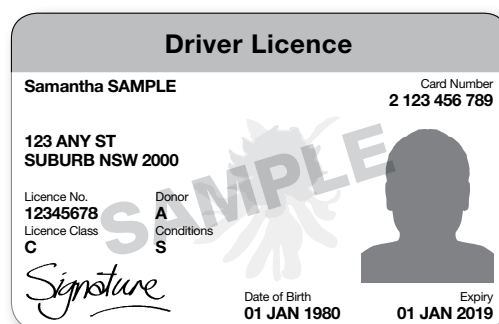 Driver Licence
Samantha SAMPLE
Card Number
2 123 456 789
123 ANY ST
SUBURB NSW 2000
SAMPLE
Licence No. Donor
12345678 A
Licence Class Conditions
C S
Signature
Date of Birth Expiry
01 JAN 1980 01 JAN 2019